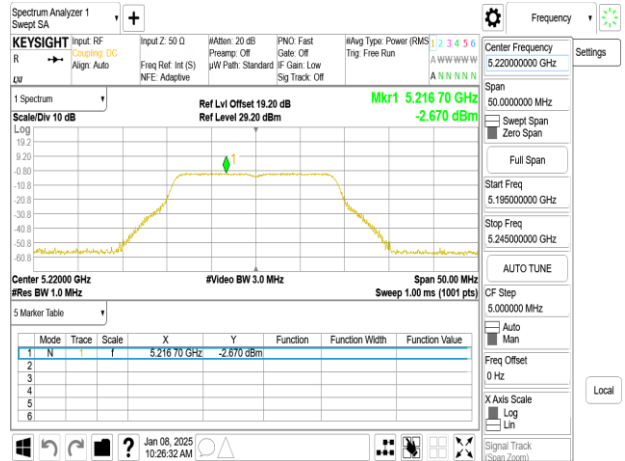 Spectrum Analyzer 1
Swept SA
Frequency
KEYSIGHT
R
Input: RF
Coupling: DC
Align: Auto
Input Z: 50 Ω
Freq Ref: Int (S)
NFE: Adaptive
#Atten: 20 dB
Preamp: Off
µW Path: Standard
PNO: Fast
Gate: Off
IF Gain: Low
Sig Track: Off
#Avg Type: Power (RMS
Trig: Free Run
1 2 3 4 5 6
A W W W W W
A N N N N N
Settings
1 Spectrum
Scale/Div 10 dB
Ref Lvl Offset 19.20 dB
Ref Level 29.20 dBm
Mkr1 5.216 70 GHz
-2.670 dBm
Log
19.2
9.20
-0.80
-10.8
-20.8
-30.8
-40.8
-50.8
-60.8
1
Center 5.22000 GHz
#Res BW 1.0 MHz
#Video BW 3.0 MHz
Span 50.00 MHz
Sweep 1.00 ms (1001 pts)
5 Marker Table
Mode Trace Scale X Y Function Function Width Function Value
1 N 1 f 5.216 70 GHz -2.670 dBm
2
3
4
5
6
Center Frequency
5.220000000 GHz
Span
50.0000000 MHz
Swept Span
Zero Span
Full Span
Start Freq
5.195000000 GHz
Stop Freq
5.245000000 GHz
AUTO TUNE
CF Step
5.000000 MHz
Auto
Man
Freq Offset
0 Hz
X Axis Scale
Log
Lin
Signal Track
(Span Zoom)
Local
?
Jan 08, 2025
10:26:32 AM